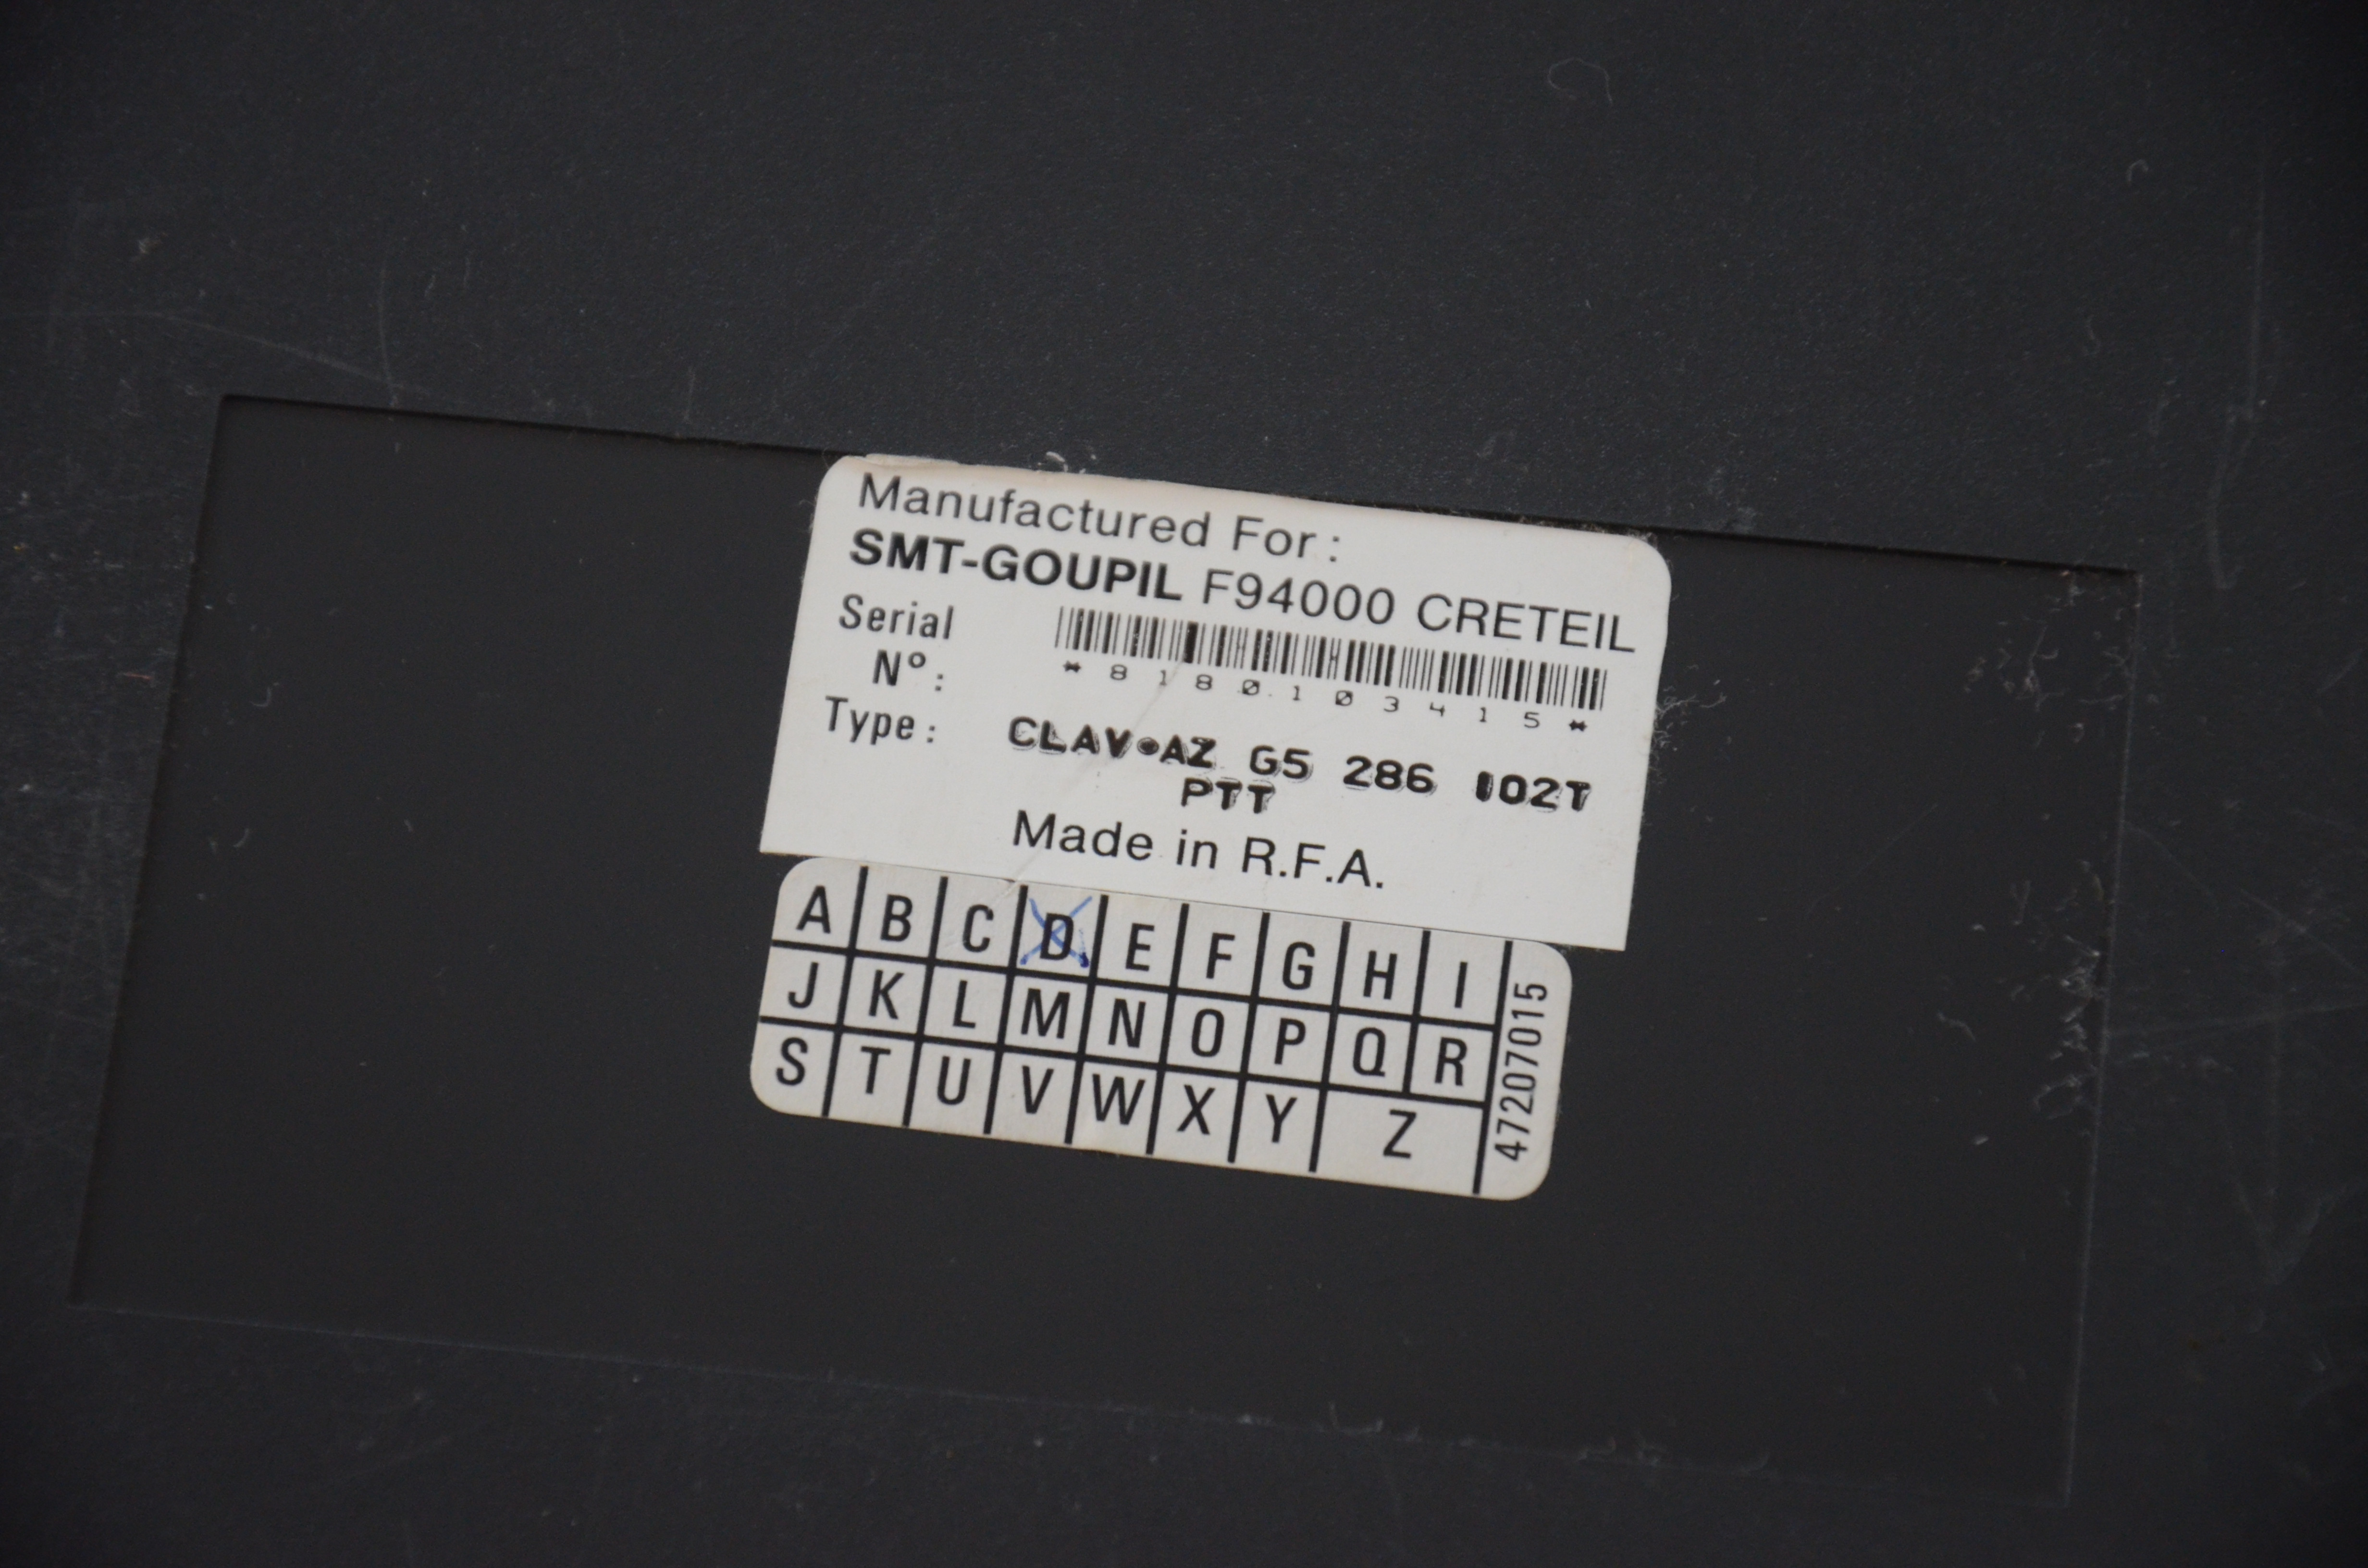 Manufactured For :
SMT-GOUPIL F94000 CRETEIL
Serial
N° :
*8180103415*
Type : CLAV•AZ G5 286 102T
PTT
Made in R.F.A.
A B C D E F G H I
J K L M N O P Q R
S T U V W X Y Z
47207015